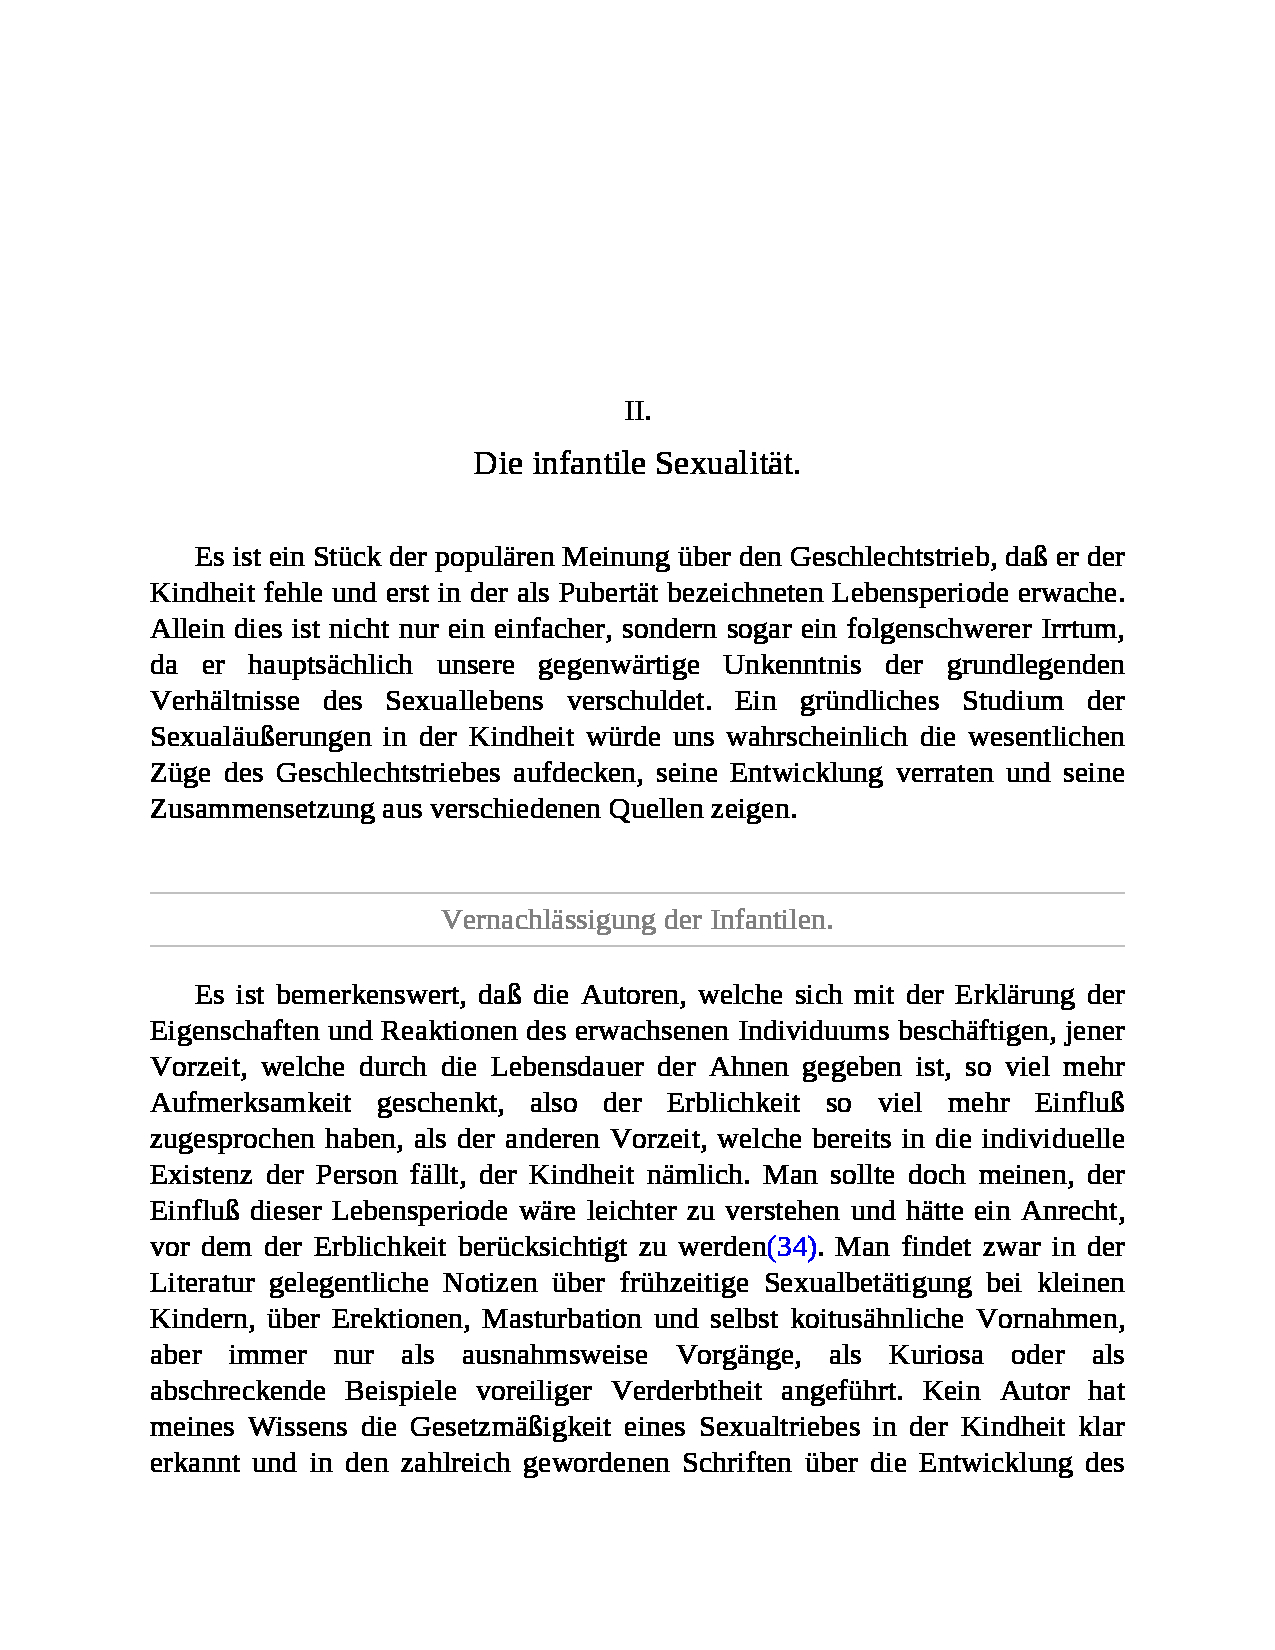 II.
Die infantile Sexualität.
Es ist ein Stück der populären Meinung über den Geschlechtstrieb, daß er der
Kindheit fehle und erst in der als Pubertät bezeichneten Lebensperiode erwache.
Allein dies ist nicht nur ein einfacher, sondern sogar ein folgenschwerer Irrtum,
da er hauptsächlich unsere gegenwärtige Unkenntnis der grundlegenden
Verhältnisse des Sexuallebens verschuldet. Ein gründliches Studium der
Sexualäußerungen in der Kindheit würde uns wahrscheinlich die wesentlichen
Züge des Geschlechtstriebes aufdecken, seine Entwicklung verraten und seine
Zusammensetzung aus verschiedenen Quellen zeigen.
Vernachlässigung der Infantilen.
Es ist bemerkenswert, daß die Autoren, welche sich mit der Erklärung der
Eigenschaften und Reaktionen des erwachsenen Individuums beschäftigen, jener
Vorzeit, welche durch die Lebensdauer der Ahnen gegeben ist, so viel mehr
Aufmerksamkeit geschenkt, also der Erblichkeit so viel mehr Einfluß
zugesprochen haben, als der anderen Vorzeit, welche bereits in die individuelle
Existenz der Person fällt, der Kindheit nämlich. Man sollte doch meinen, der
Einfluß dieser Lebensperiode wäre leichter zu verstehen und hätte ein Anrecht,
vor dem der Erblichkeit berücksichtigt zu werden(34). Man findet zwar in der
Literatur gelegentliche Notizen über frühzeitige Sexualbetätigung bei kleinen
Kindern, über Erektionen, Masturbation und selbst koitusähnliche Vornahmen,
aber immer nur als ausnahmsweise Vorgänge, als Kuriosa oder als
abschreckende Beispiele voreiliger Verderbtheit angeführt. Kein Autor hat
meines Wissens die Gesetzmäßigkeit eines Sexualtriebes in der Kindheit klar
erkannt und in den zahlreich gewordenen Schriften über die Entwicklung des